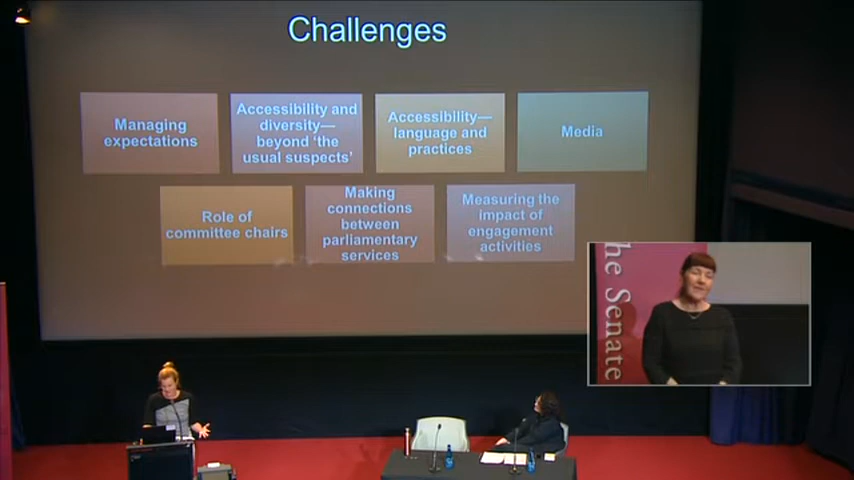 Challenges
Managing
expectations
Accessibility and
diversity—
beyond ‘the
usual suspects’
Accessibility—
language and
practices
Media
Role of
committee chairs
Making
connections
between
parliamentary
services
Measuring the
impact of
engagement
activities
he Senate